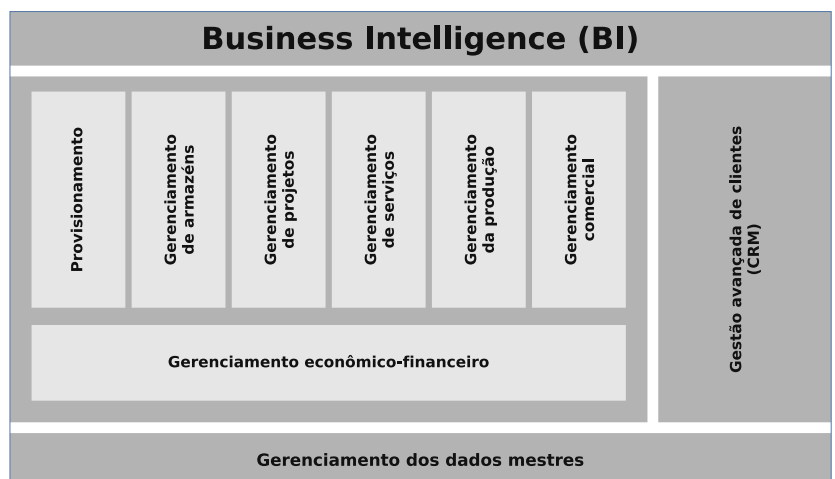 Business Intelligence (BI)
Provisionamento
Gerenciamento
de armazéns
Gerenciamento
de projetos
Gerenciamento
de serviços
Gerenciamento
da produção
Gerenciamento
comercial
Gestão avançada de clientes
(CRM)
Gerenciamento econômico-financeiro
Gerenciamento dos dados mestres